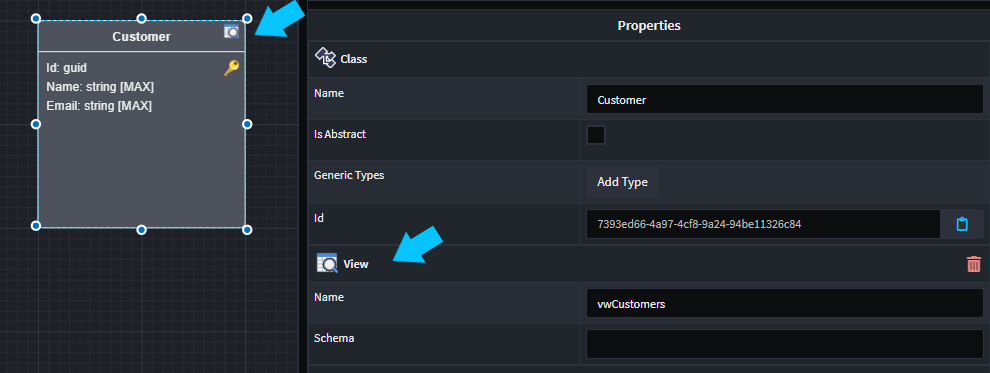 Customer
Id: guid
Name: string [MAX]
Email: string [MAX]
Properties
Class
Name
Customer
Is Abstract
Generic Types
Add Type
Id
7393ed66-4a97-4cf8-9a24-94be11326c84
View
Name
vwCustomers
Schema